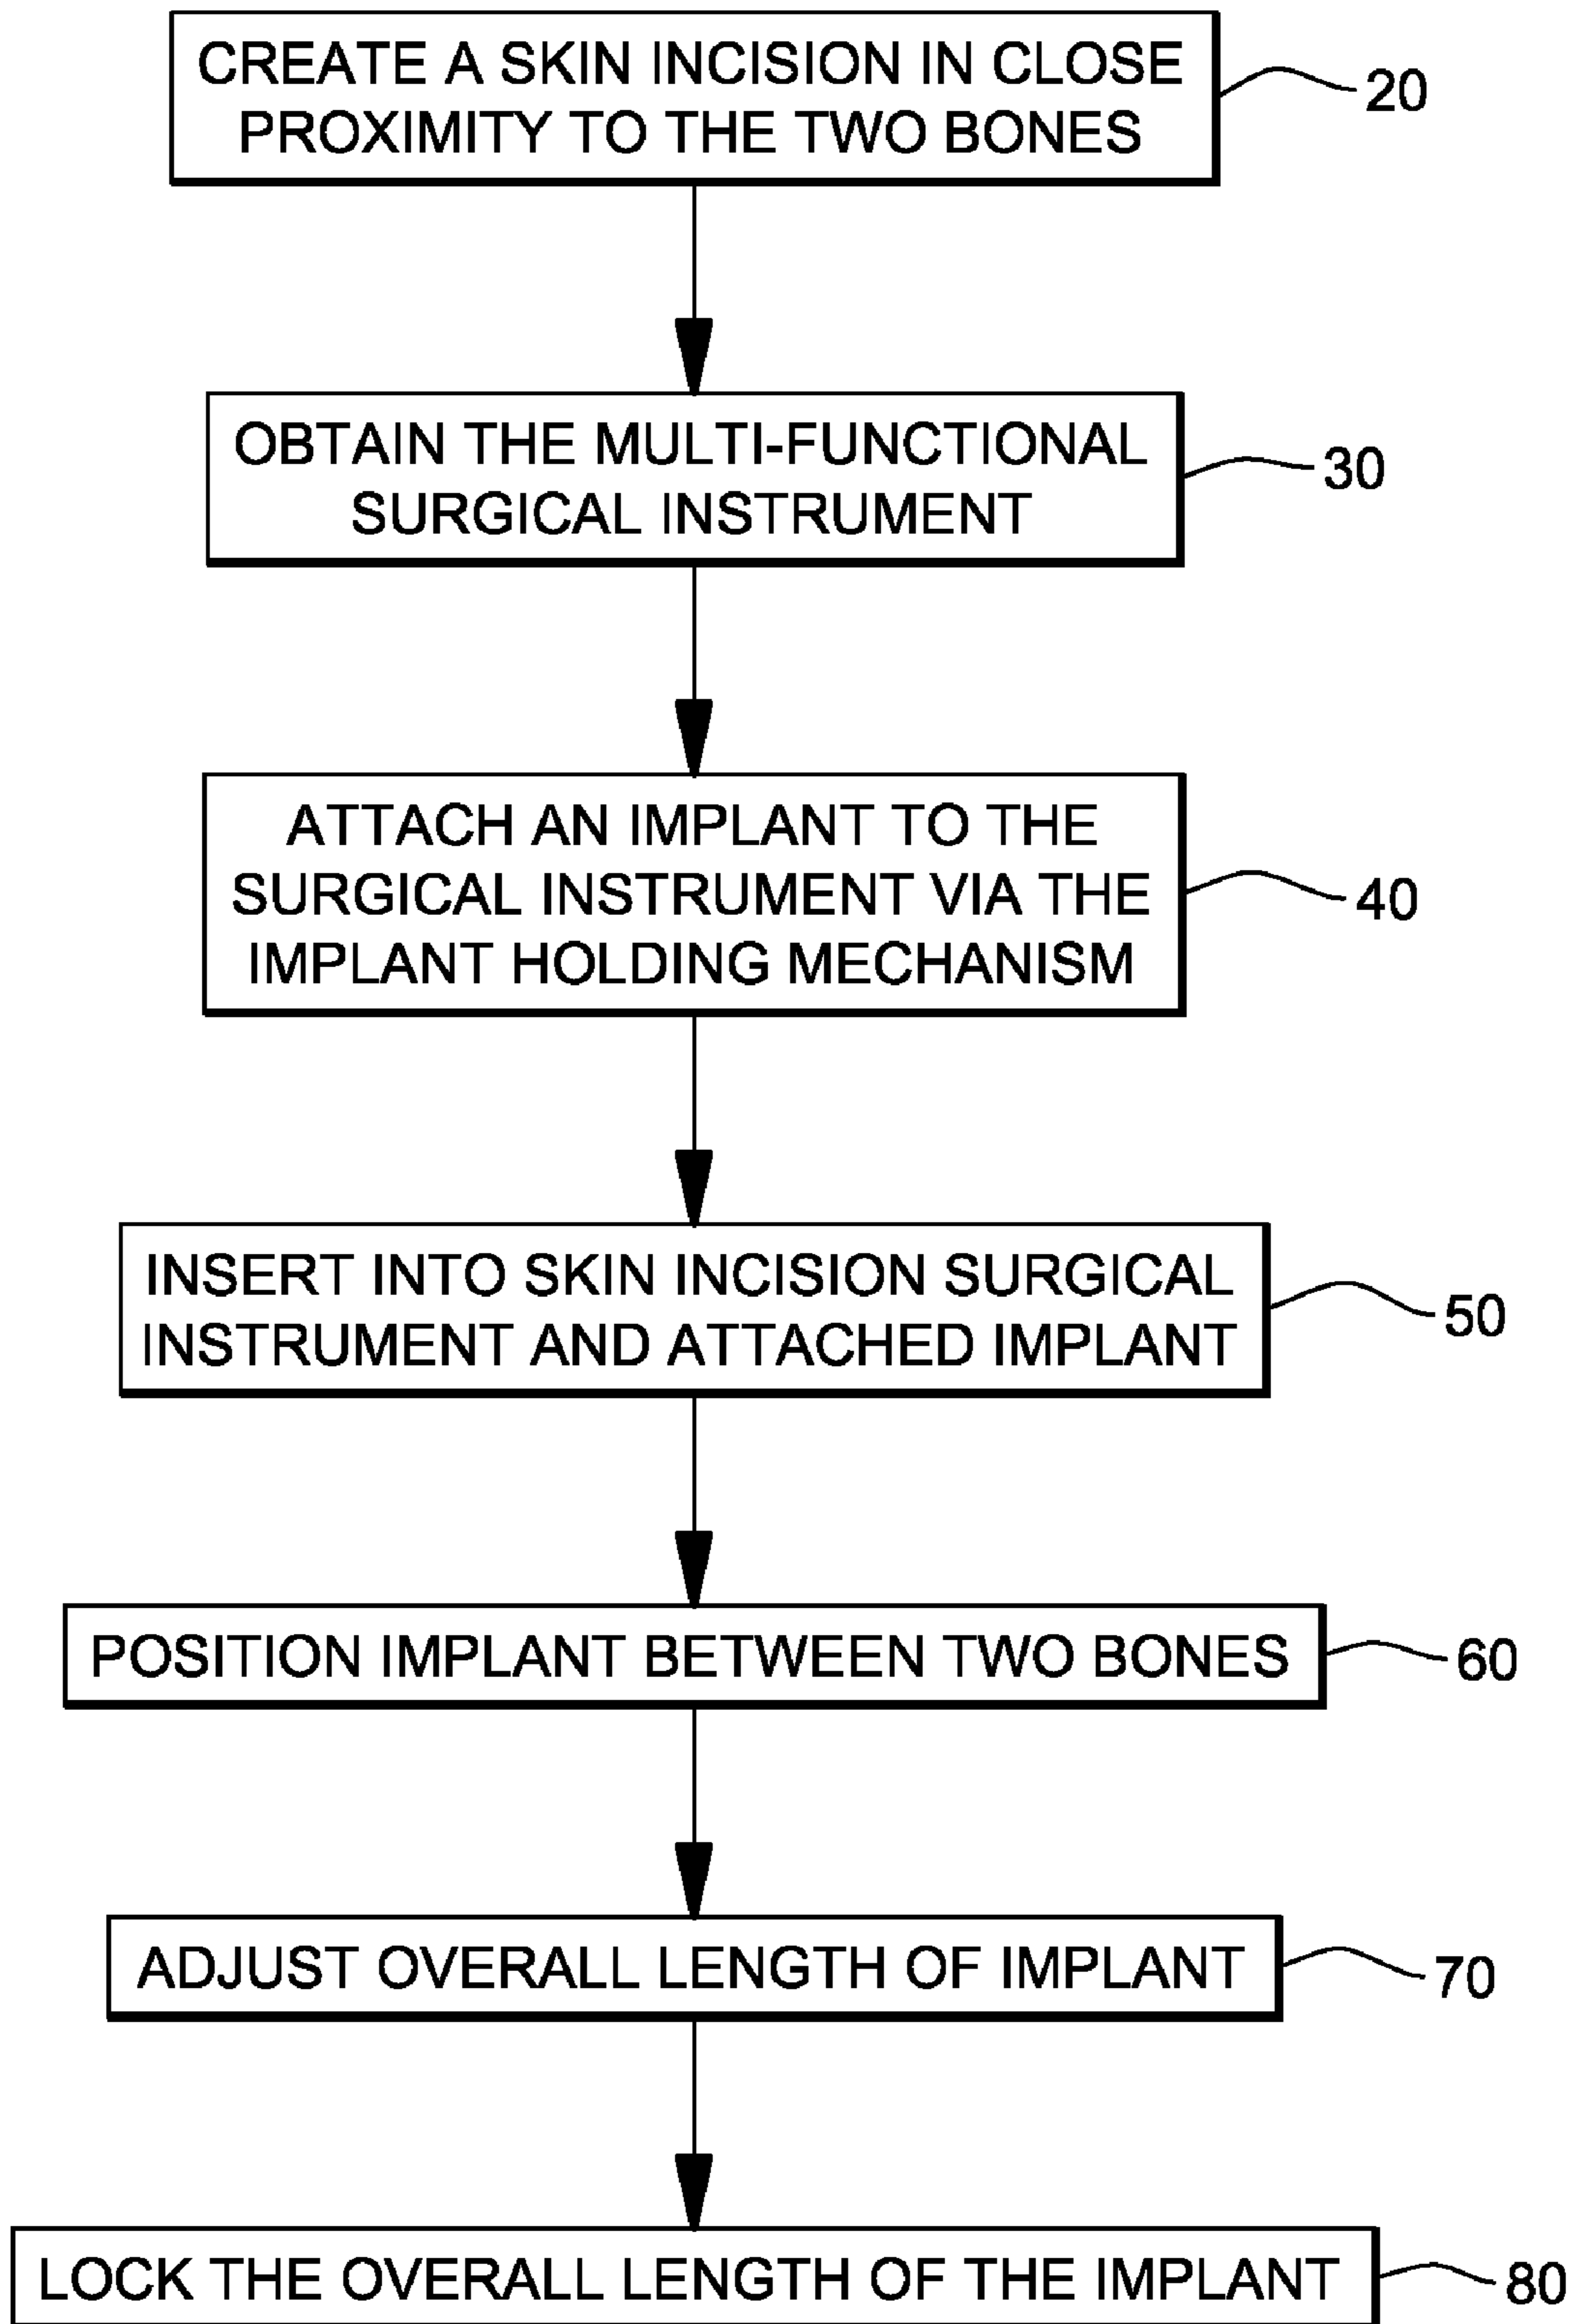 CREATE A SKIN INCISION IN CLOSE
PROXIMITY TO THE TWO BONES
20
OBTAIN THE MULTI-FUNCTIONAL
SURGICAL INSTRUMENT
30
ATTACH AN IMPLANT TO THE
SURGICAL INSTRUMENT VIA THE
IMPLANT HOLDING MECHANISM
40
INSERT INTO SKIN INCISION SURGICAL
INSTRUMENT AND ATTACHED IMPLANT
50
POSITION IMPLANT BETWEEN TWO BONES
60
ADJUST OVERALL LENGTH OF IMPLANT
70
LOCK THE OVERALL LENGTH OF THE IMPLANT
80